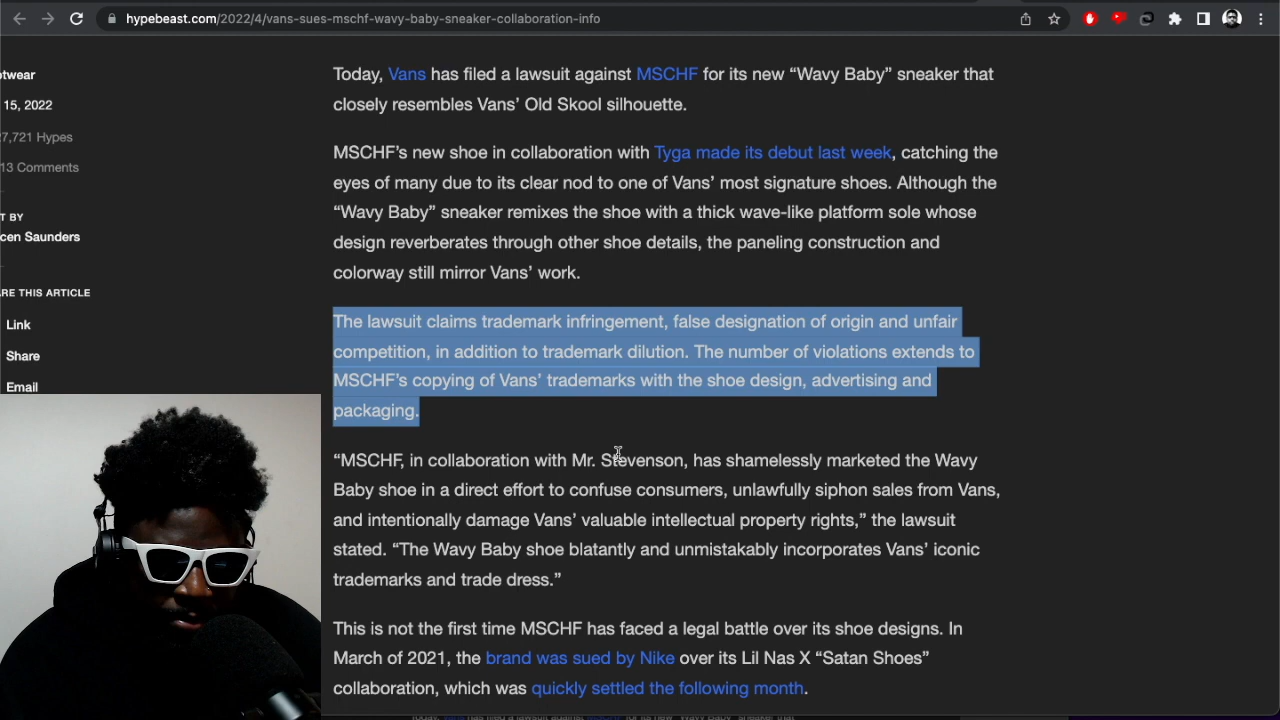 hypebeast.com/2022/4/vans-sues-mschf-wavy-baby-sneaker-collaboration-info
otwear
15, 2022
7,721 Hypes
13 Comments
T BY
cen Saunders
RE THIS ARTICLE
Link
Share
Email
Today, Vans has filed a lawsuit against MSCHF for its new “Wavy Baby” sneaker that
closely resembles Vans’ Old Skool silhouette.
MSCHF’s new shoe in collaboration with Tyga made its debut last week, catching the
eyes of many due to its clear nod to one of Vans’ most signature shoes. Although the
“Wavy Baby” sneaker remixes the shoe with a thick wave-like platform sole whose
design reverberates through other shoe details, the paneling construction and
colorway still mirror Vans’ work.
The lawsuit claims trademark infringement, false designation of origin and unfair
competition, in addition to trademark dilution. The number of violations extends to
MSCHF’s copying of Vans’ trademarks with the shoe design, advertising and
packaging.
“MSCHF, in collaboration with Mr. Stevenson, has shamelessly marketed the Wavy
Baby shoe in a direct effort to confuse consumers, unlawfully siphon sales from Vans,
and intentionally damage Vans’ valuable intellectual property rights,” the lawsuit
stated. “The Wavy Baby shoe blatantly and unmistakably incorporates Vans’ iconic
trademarks and trade dress.”
This is not the first time MSCHF has faced a legal battle over its shoe designs. In
March of 2021, the brand was sued by Nike over its Lil Nas X “Satan Shoes”
collaboration, which was quickly settled the following month.